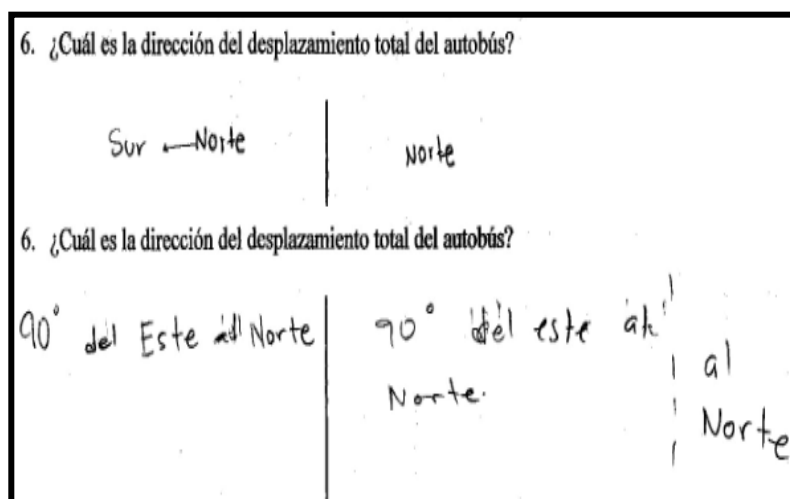 6. ¿Cuál es la dirección del desplazamiento total del autobús?
Sur ←Norte
Norte
6. ¿Cuál es la dirección del desplazamiento total del autobús?
90° del Este al Norte
90° del este
Norte.
al
Norte